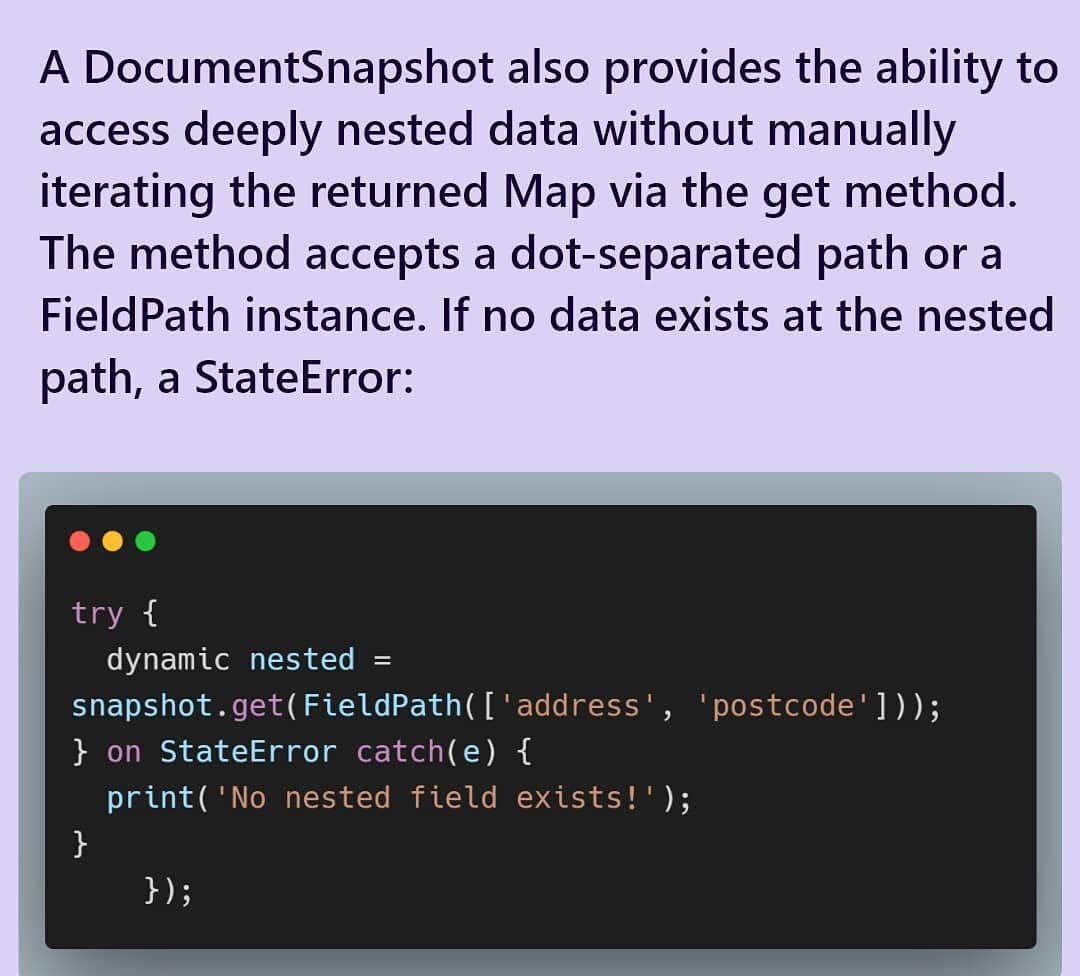 A DocumentSnapshot also provides the ability to
access deeply nested data without manually
iterating the returned Map via the get method.
The method accepts a dot-separated path or a
FieldPath instance. If no data exists at the nested
path, a StateError:
try {
  dynamic nested =
snapshot.get(FieldPath(['address', 'postcode']));
} on StateError catch(e) {
  print('No nested field exists!');
}
    });